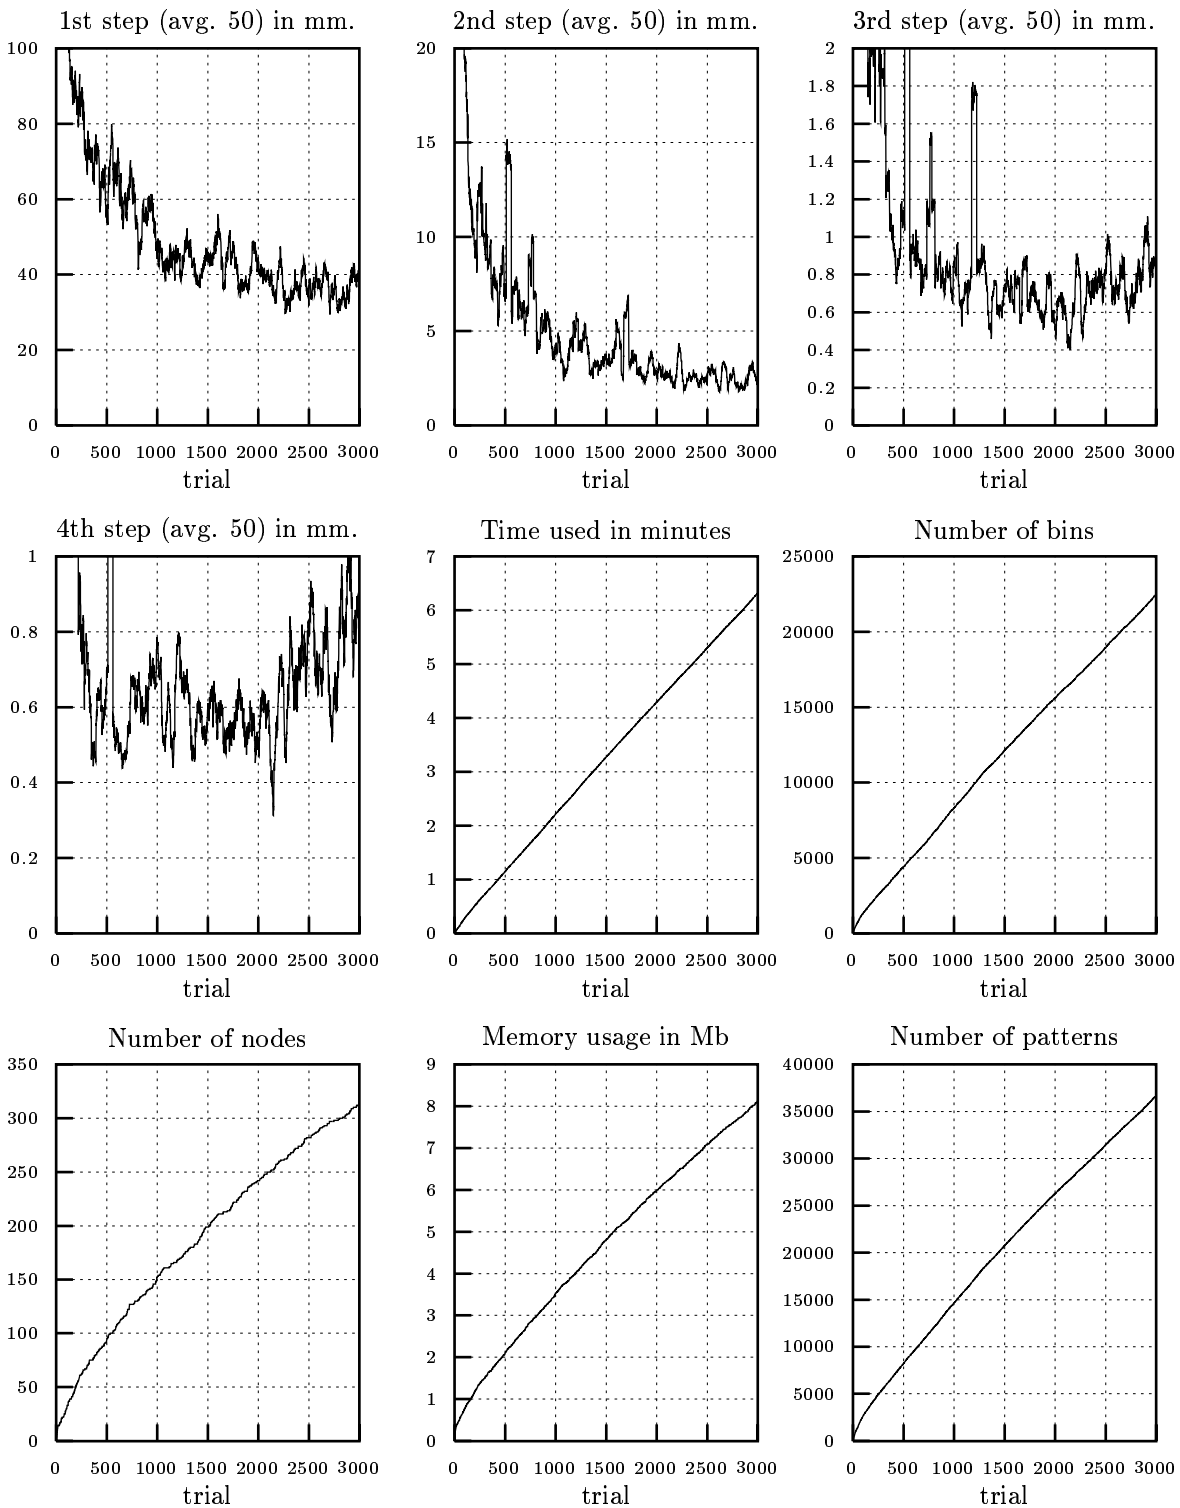 1st step (avg. 50) in mm.
100
80
60
40
20
0
0 500 1000 1500 2000 2500 3000
trial
2nd step (avg. 50) in mm.
20
15
10
5
0
0 500 1000 1500 2000 2500 3000
trial
3rd step (avg. 50) in mm.
2
1.8
1.6
1.4
1.2
1
0.8
0.6
0.4
0.2
0
0 500 1000 1500 2000 2500 3000
trial
4th step (avg. 50) in mm.
1
0.8
0.6
0.4
0.2
0
0 500 1000 1500 2000 2500 3000
trial
Time used in minutes
7
6
5
4
3
2
1
0
0 500 1000 1500 2000 2500 3000
trial
Number of bins
25000
20000
15000
10000
5000
0
0 500 1000 1500 2000 2500 3000
trial
Number of nodes
350
300
250
200
150
100
50
0
0 500 1000 1500 2000 2500 3000
trial
Memory usage in Mb
9
8
7
6
5
4
3
2
1
0
0 500 1000 1500 2000 2500 3000
trial
Number of patterns
40000
35000
30000
25000
20000
15000
10000
5000
0
0 500 1000 1500 2000 2500 3000
trial